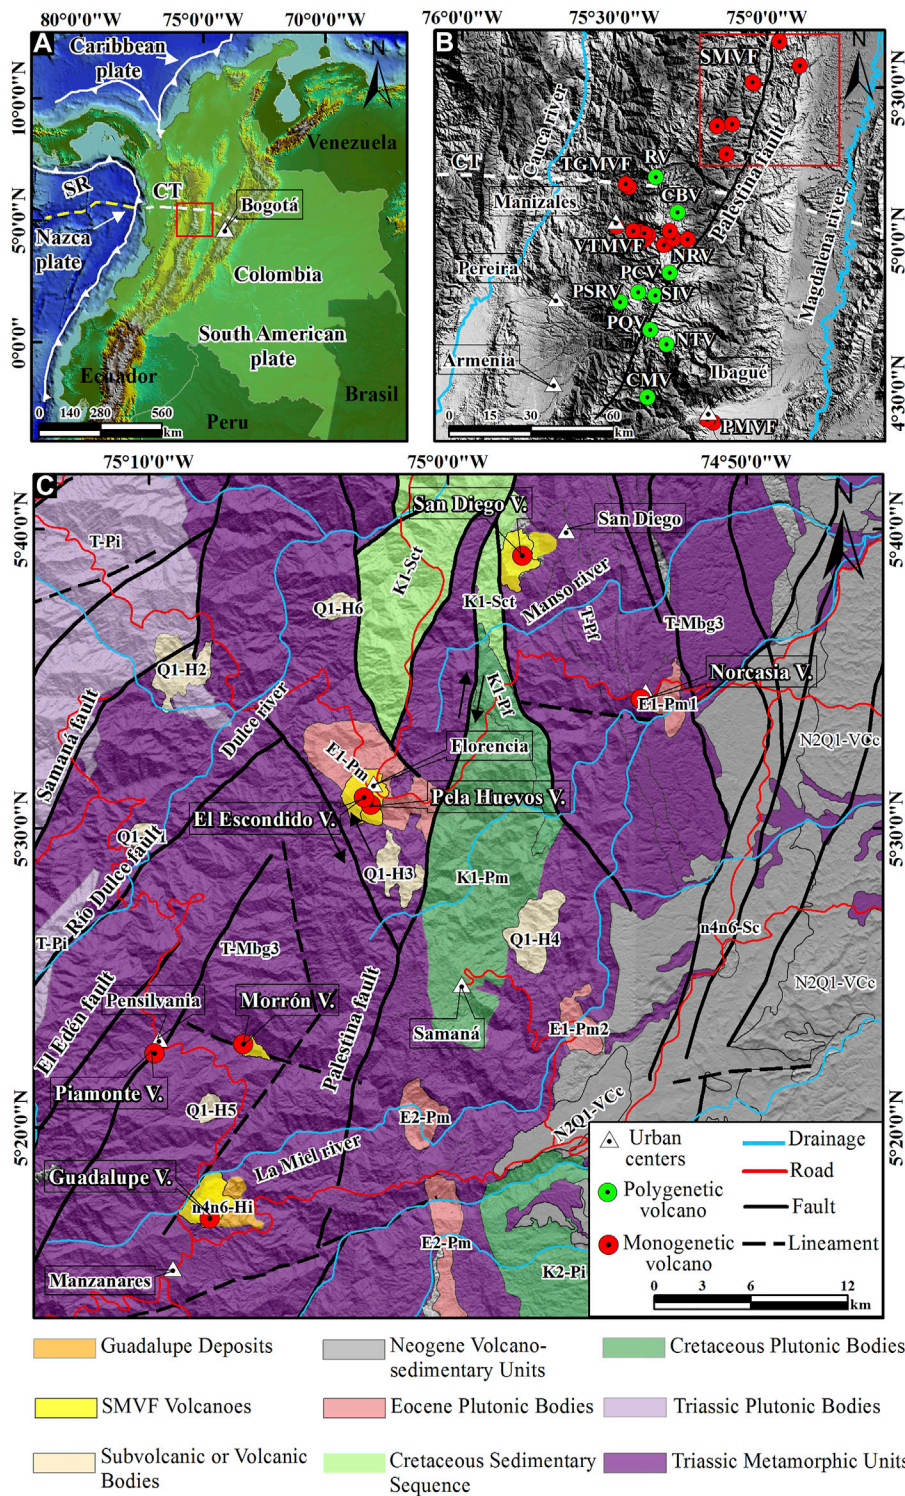 80°0'0"W 75°0'0"W 70°0'0"W
A
Caribbean
plate
N
10°0'0"N
Venezuela
SR
CT
Bogotá
5°0'0"N
Nazca
plate
Colombia
South American
plate
0°0'0"
Ecuador
Brasil
Peru
0 140 280 560
km
76°0'0"W 75°30'0"W 75°0'0"W
B
SMVF
N
5°30'0"N
Cauca river
CT
TGMVF
RV
CBV
Palestina fault
Manizales
VTMVF
NRV
5°0'0"N
Magdalena river
Pereira
PCV
PSRV
SIV
PQV
NTV
Armenia
Ibagué
CMV
4°30'0"N
PMVF
0 15 30 60
km
75°10'0"W 75°0'0"W 74°50'0"W
C
San Diego V.
San Diego
N
5°40'0"N
5°40'0"N
T-Pi
K1-Sct
K1-Sct
Manso river
Q1-H6
T-Pf
T-Mbg3
Q1-H2
Norcasia V.
K1-Pf
E1-Pm1
Samaná fault
Dulce river
N2Q1-VCc
E1-Pm
Florencia
Pela Huevos V.
El Escondido V.
5°30'0"N
5°30'0"N
Río Dulce fault
Q1-H3
K1-Pm
T-Pi
T-Mbg3
Q1-H4
n4n6-Sc
N2Q1-VCc
El Edén fault
Pensilvania
Morrón V.
Palestina fault
Samaná
E1-Pm2
Piamonte V.
Q1-H5
E2-Pm
N2Q1-VCc
5°20'0"N
5°20'0"N
La Miel river
Guadalupe V.
n4n6-Hi
E2-Pm
K2-Pi
Manzanares
Urban
centers
Drainage
Road
Polygenetic
volcano
Fault
Monogenetic
volcano
Lineament
0 3 6 12
km
Guadalupe Deposits
Neogene Volcano-
sedimentary Units
Cretaceous Plutonic Bodies
SMVF Volcanoes
Eocene Plutonic Bodies
Triassic Plutonic Bodies
Subvolcanic or Volcanic
Bodies
Cretaceous Sedimentary
Sequence
Triassic Metamorphic Units